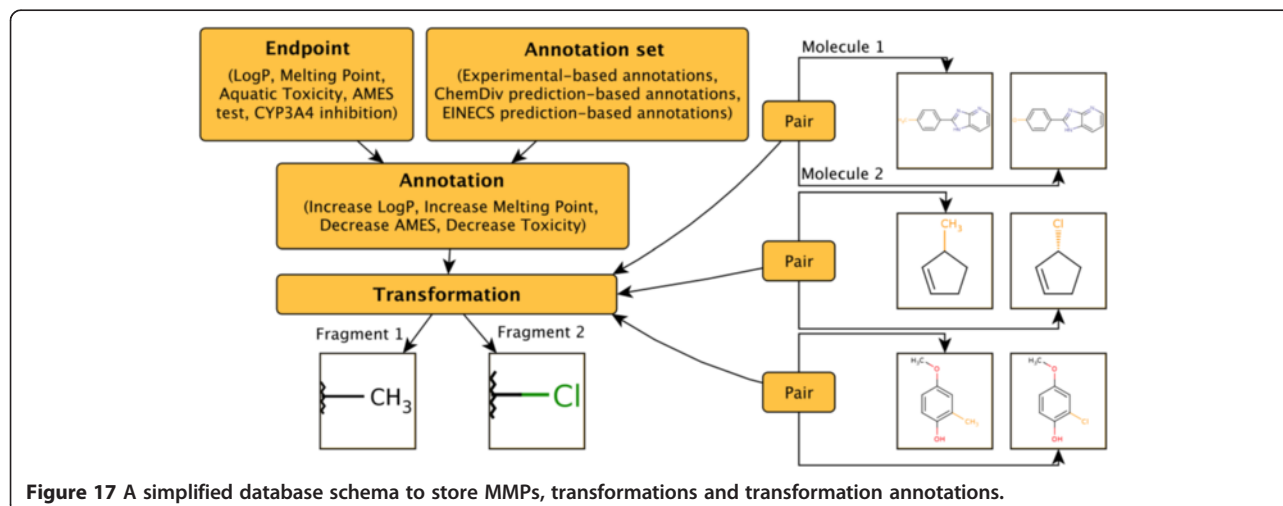 Endpoint
(LogP, Melting Point,
Aquatic Toxicity, AMES
test, CYP3A4 inhibition)
Annotation set
(Experimental-based annotations,
ChemDiv prediction-based annotations,
EINECS prediction-based annotations)
Annotation
(Increase LogP, Increase Melting Point,
Decrease AMES, Decrease Toxicity)
Transformation
Fragment 1
Fragment 2
CH3
Cl
Molecule 1
Pair
Molecule 2
Pair
CH3
Cl
Pair
H3C
O
CH3
OH
H3C
O
Cl
OH
Figure 17 A simplified database schema to store MMPs, transformations and transformation annotations.